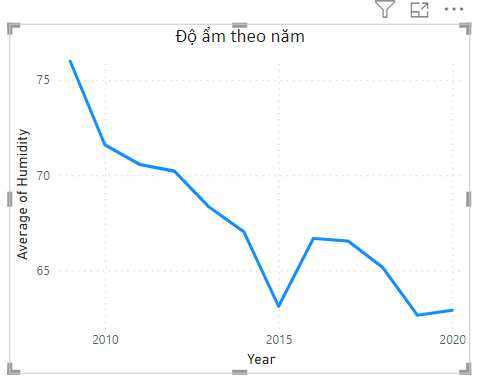 Độ ẩm theo năm
75
70
65
Average of Humidity
2010 2015 2020
Year